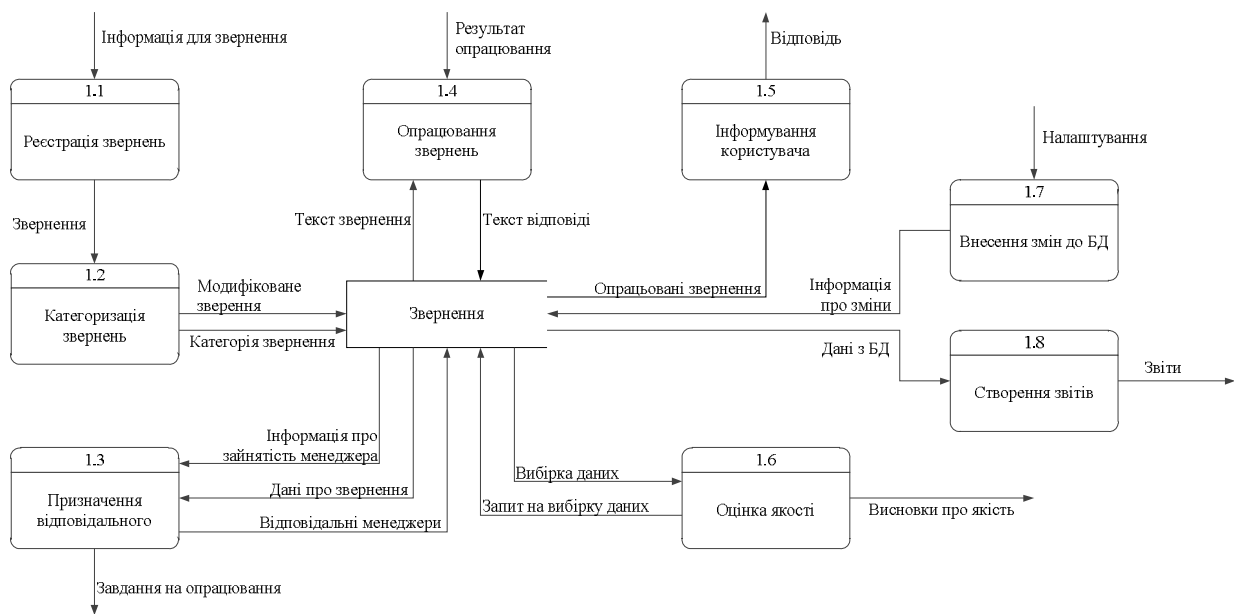 Інформація для звернення
Результат
опрацювання
Відповідь
1.1
Реєстрація звернень
1.4
Опрацювання
звернень
1.5
Інформування
користувача
Налаштування
1.7
Внесення змін до БД
Звернення
Текст звернення
Текст відповіді
1.2
Категоризація
звернень
Модифіковане
зверення
Категорія звернення
Звернення
Опрацьовані звернення
Інформація
про зміни
Дані з БД
1.8
Створення звітів
Звіти
Інформація про
зайнятість менеджера
Дані про звернення
Відповідальні менеджери
1.3
Призначення
відповідального
Вибірка даних
Запит на вибірку даних
1.6
Оцінка якості
Висновки про якість
Завдання на опрацювання